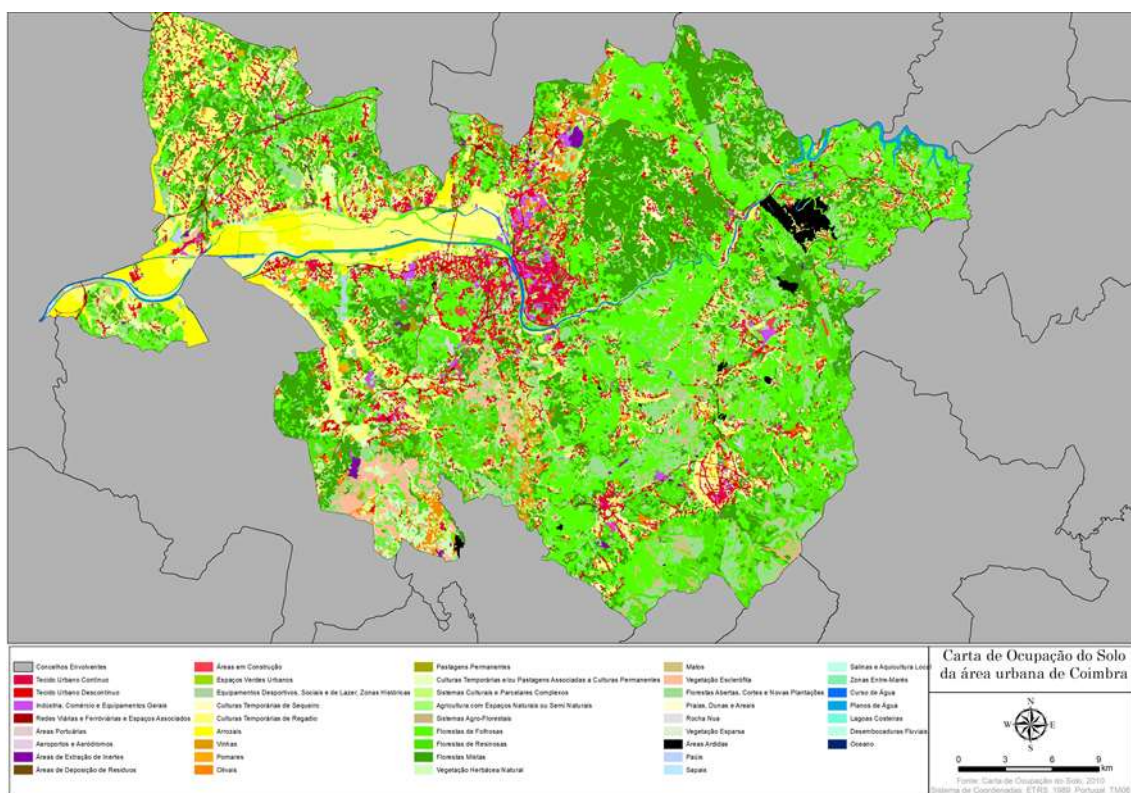 Concelhos Envolventes
Tecido Urbano Contínuo
Tecido Urbano Descontínuo
Indústria, Comércio e Equipamentos Gerais
Redes Viárias e Ferroviárias e Espaços Associados
Áreas Portuárias
Aeroportos e Aeródromos
Áreas de Extração de Inertes
Áreas de Deposição de Resíduos
Áreas em Construção
Espaços Verdes Urbanos
Equipamentos Desportivos, Sociais e de Lazer, Zonas Históricas
Culturas Temporárias de Sequeiro
Culturas Temporárias de Regadio
Arrozais
Vinhas
Pomares
Olivais
Pastagens Permanentes
Culturas Temporárias e/ou Pastagens Associadas a Culturas Permanentes
Sistemas Culturais e Parcelares Complexos
Agricultura com Espaços Naturais ou Semi Naturais
Sistemas Agro-Florestais
Florestas de Folhosas
Florestas de Resinosas
Florestas Mistas
Vegetação Herbácea Natural
Matos
Vegetação Esclerófita
Florestas Abertas, Cortes e Novas Plantações
Praias, Dunas e Areais
Rocha Nua
Vegetação Esparsa
Áreas Ardidas
Paúis
Sapais
Salinas e Aquicultura Local
Zonas Entre-Marés
Curso de Água
Planos de Água
Lagoas Costeiras
Desembocaduras Fluviais
Oceano
Carta de Ocupação do Solo
da área urbana de Coimbra
N
W E
S
0 3 6 9
km
Fonte: Carta de Ocupação do Solo, 2010
Sistema de Coordenadas: ETRS_1989_Portugal_TM06